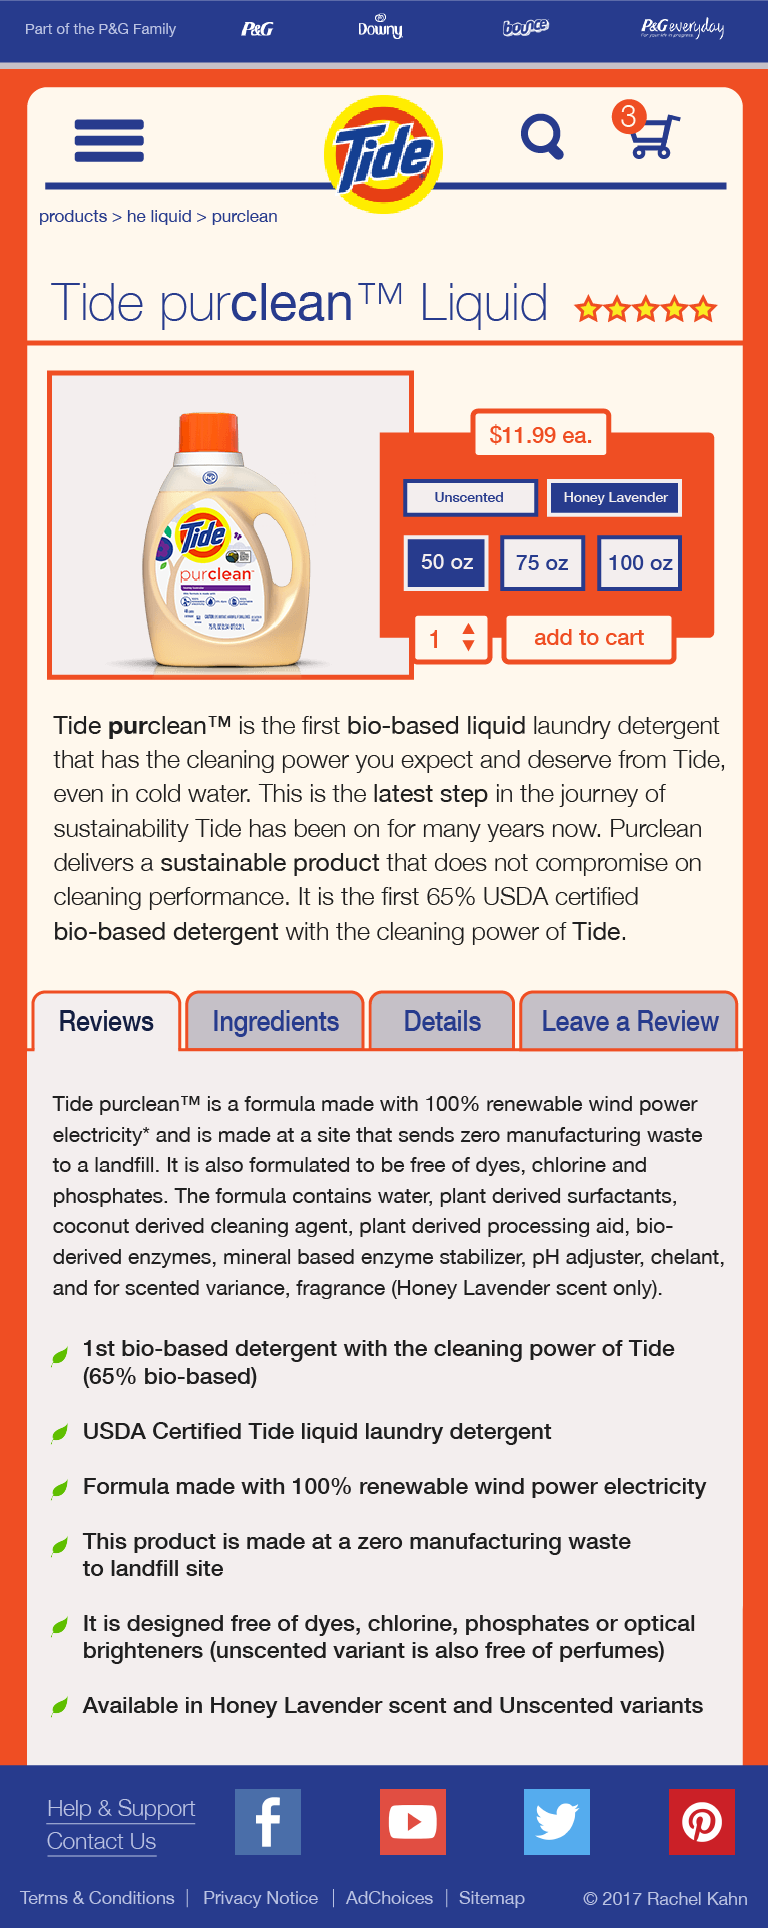 Part of the P&G Family
P&G
Downy
bounce
P&G everyday
3
Tide
products > he liquid > purclean
Tide purclean™ Liquid
$11.99 ea.
Unscented
Honey Lavender
50 oz
75 oz
100 oz
1
add to cart
Tide
purclean™
Tide purclean™ is the first bio-based liquid laundry detergent
that has the cleaning power you expect and deserve from Tide,
even in cold water. This is the latest step in the journey of
sustainability Tide has been on for many years now. Purclean
delivers a sustainable product that does not compromise on
cleaning performance. It is the first 65% USDA certified
bio-based detergent with the cleaning power of Tide.
Reviews
Ingredients
Details
Leave a Review
Tide purclean™ is a formula made with 100% renewable wind power
electricity* and is made at a site that sends zero manufacturing waste
to a landfill. It is also formulated to be free of dyes, chlorine and
phosphates. The formula contains water, plant derived surfactants,
coconut derived cleaning agent, plant derived processing aid, bio-
derived enzymes, mineral based enzyme stabilizer, pH adjuster, chelant,
and for scented variance, fragrance (Honey Lavender scent only).
1st bio-based detergent with the cleaning power of Tide
(65% bio-based)
USDA Certified Tide liquid laundry detergent
Formula made with 100% renewable wind power electricity
This product is made at a zero manufacturing waste
to landfill site
It is designed free of dyes, chlorine, phosphates or optical
brighteners (unscented variant is also free of perfumes)
Available in Honey Lavender scent and Unscented variants
Help & Support
Contact Us
Terms & Conditions | Privacy Notice | AdChoices | Sitemap
© 2017 Rachel Kahn